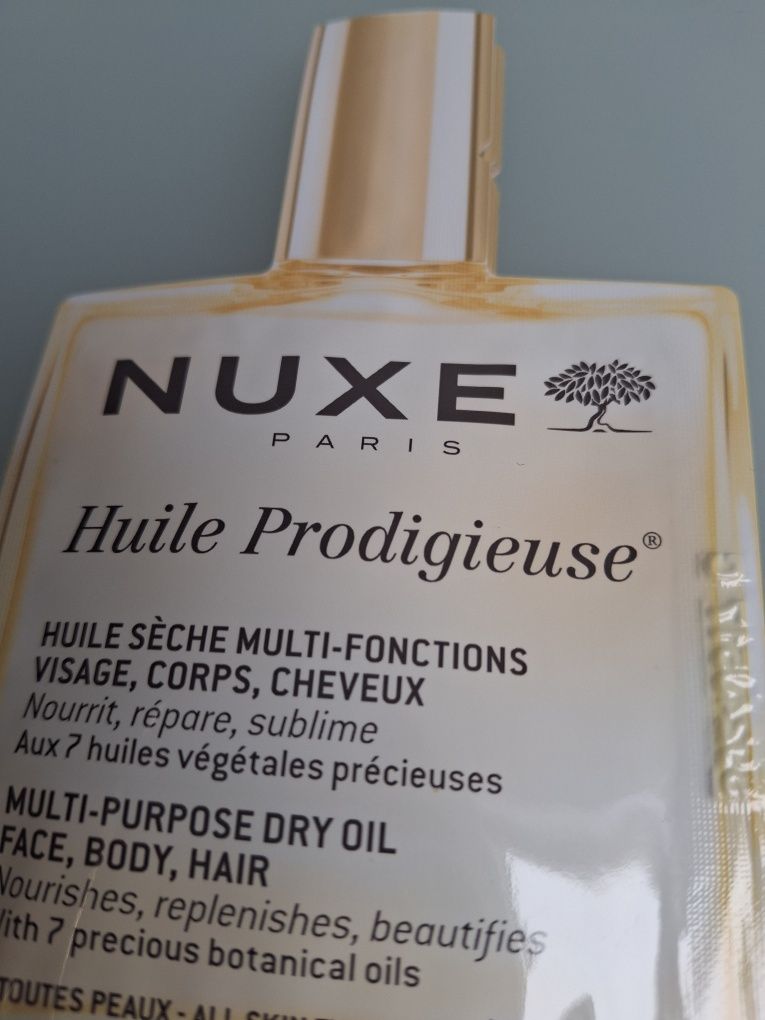 NUXE
PARIS
Huile Prodigieuse®
HUILE SÈCHE MULTI-FONCTIONS
VISAGE, CORPS, CHEVEUX
Nourrit, répare, sublime
Aux 7 huiles végétales précieuses
MULTI-PURPOSE DRY OIL
FACE, BODY, HAIR
Nourishes, replenishes, beautifies
With 7 precious botanical oils
TOUTES PEAUX - ALL SKIN